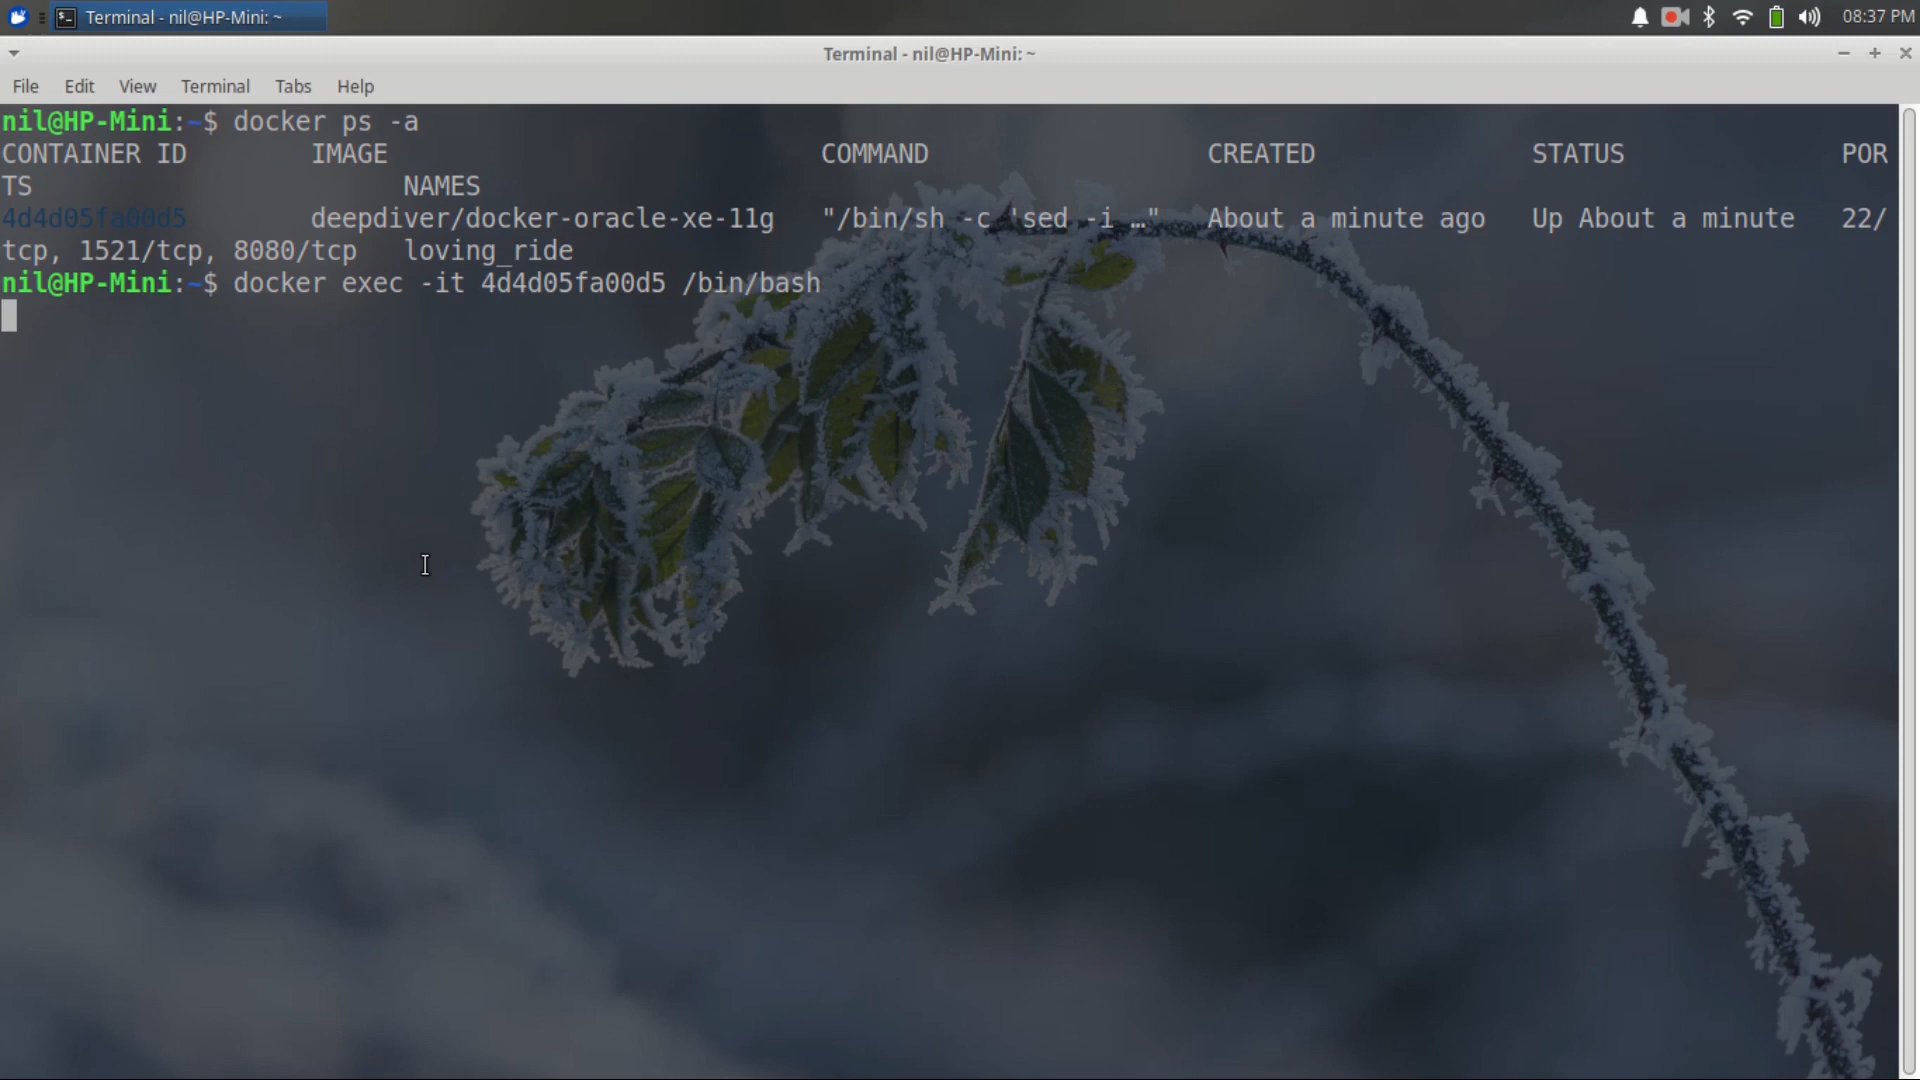 Terminal - nil@HP-Mini: ~
08:37 PM
Terminal - nil@HP-Mini: ~
File Edit View Terminal Tabs Help
nil@HP-Mini:~$ docker ps -a
CONTAINER ID IMAGE COMMAND CREATED STATUS POR
TS NAMES
4d4d05fa00d5 deepdiver/docker-oracle-xe-11g "/bin/sh -c 'sed -i …" About a minute ago Up About a minute 22/
tcp, 1521/tcp, 8080/tcp loving_ride
nil@HP-Mini:~$ docker exec -it 4d4d05fa00d5 /bin/bash